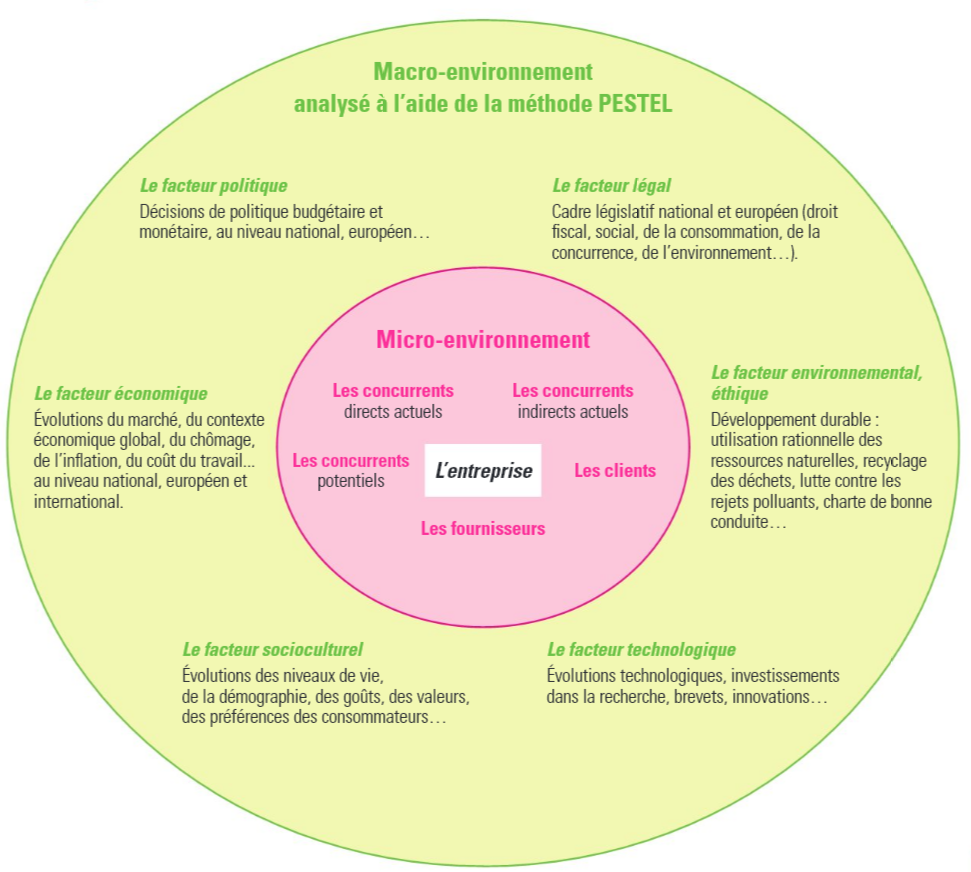 Macro-environnement
analysé à l'aide de la méthode PESTEL
Le facteur politique
Décisions de politique budgétaire et
monétaire, au niveau national, européen…
Le facteur légal
Cadre législatif national et européen (droit
fiscal, social, de la consommation, de la
concurrence, de l'environnement…).
Micro-environnement
Les concurrents
directs actuels
Les concurrents
indirects actuels
Les concurrents
potentiels
L'entreprise
Les clients
Les fournisseurs
Le facteur économique
Évolutions du marché, du contexte
économique global, du chômage,
de l'inflation, du coût du travail...
au niveau national, européen et
international.
Le facteur environnemental,
éthique
Développement durable :
utilisation rationnelle des
ressources naturelles, recyclage
des déchets, lutte contre les
rejets polluants, charte de bonne
conduite…
Le facteur socioculturel
Évolutions des niveaux de vie,
de la démographie, des goûts, des valeurs,
des préférences des consommateurs…
Le facteur technologique
Évolutions technologiques, investissements
dans la recherche, brevets, innovations…